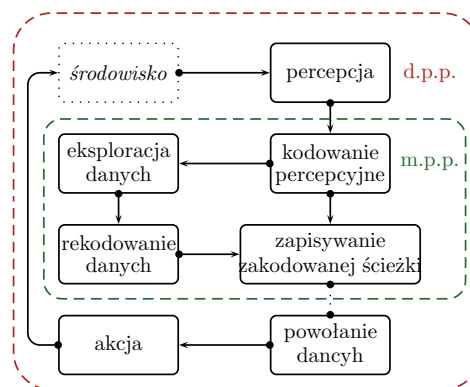 środowisko
percepcja
d.p.p.
eksploracja
danych
kodowanie
percepcyjne
m.p.p.
rekodowanie
danych
zapisywanie
zakodowanej ścieżki
akcja
powołanie
dancyh